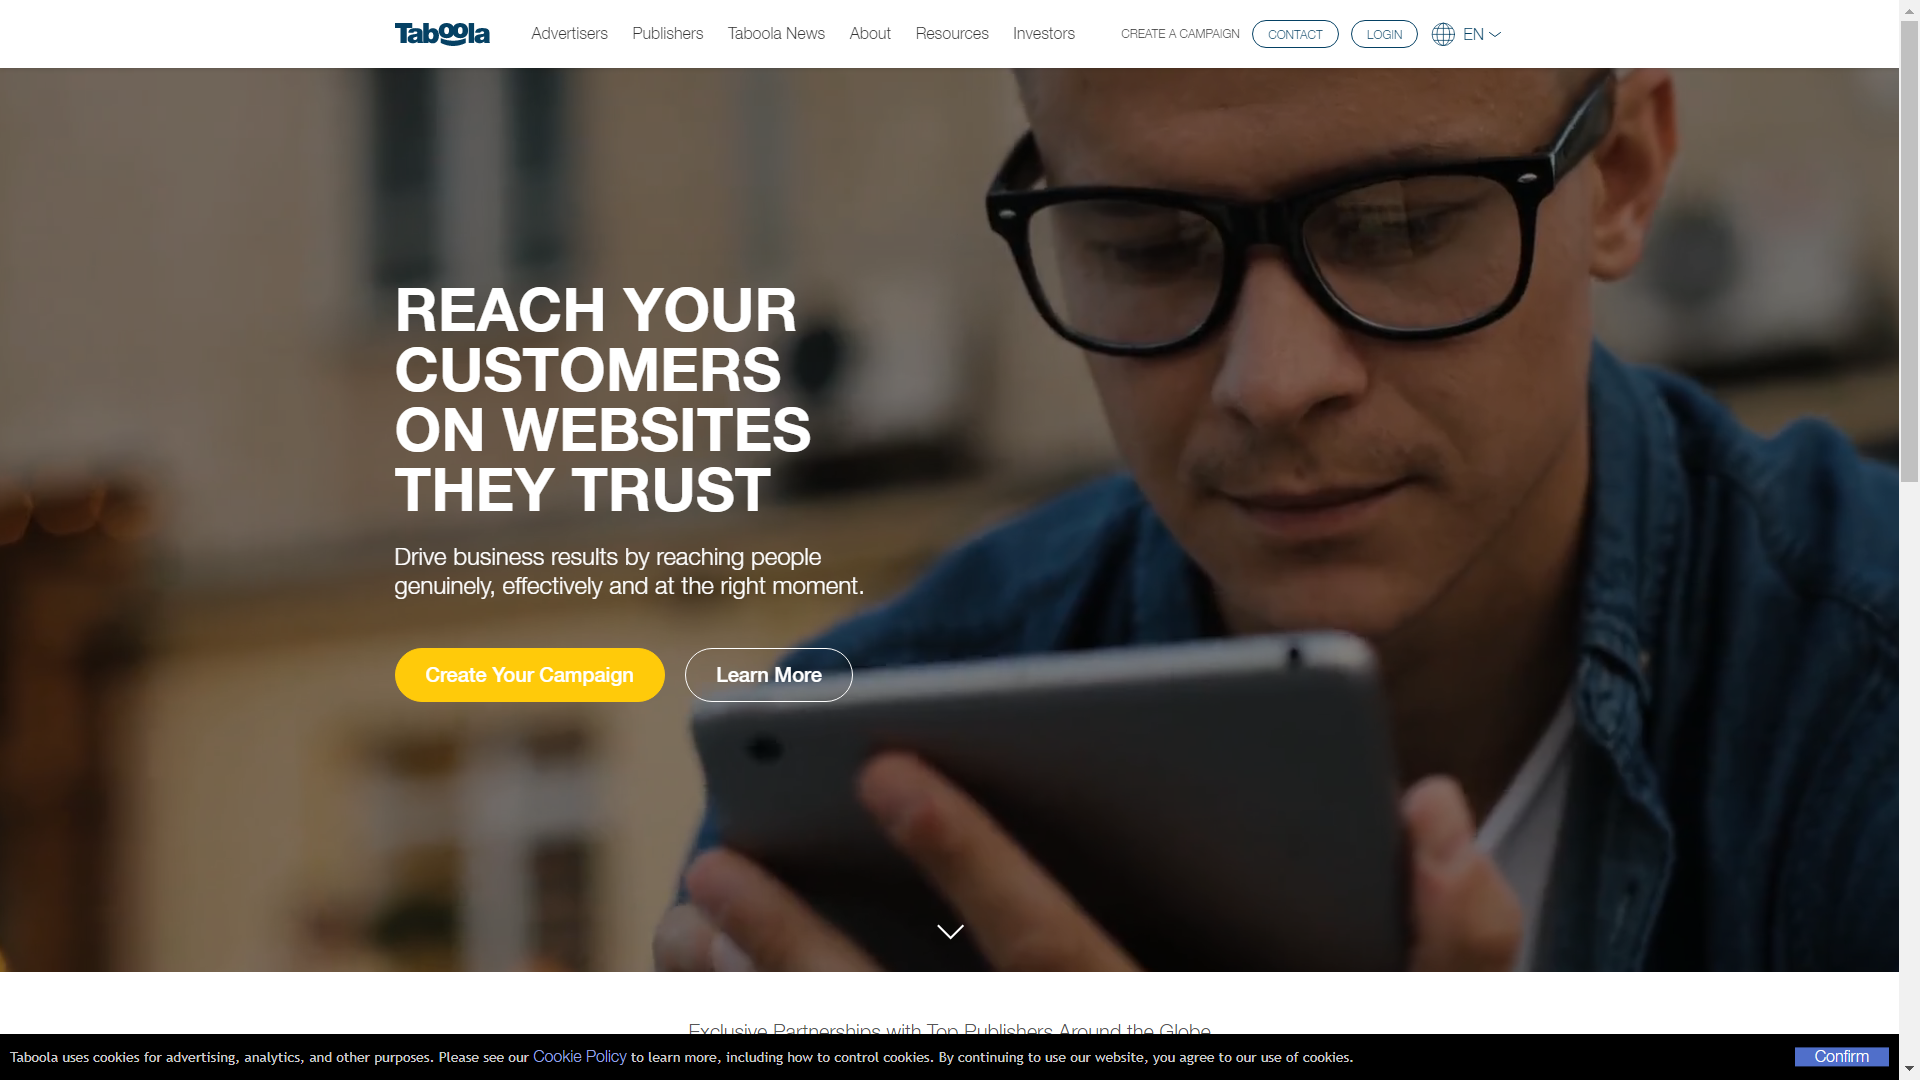 Taboola
Advertisers Publishers Taboola News About Resources Investors CREATE A CAMPAIGN CONTACT LOGIN EN
REACH YOUR
CUSTOMERS
ON WEBSITES
THEY TRUST
Drive business results by reaching people
genuinely, effectively and at the right moment.
Create Your Campaign Learn More
Exclusive Partnerships with Top Publishers Around the Globe
Taboola uses cookies for advertising, analytics, and other purposes. Please see our Cookie Policy to learn more, including how to control cookies. By continuing to use our website, you agree to our use of cookies. Confirm